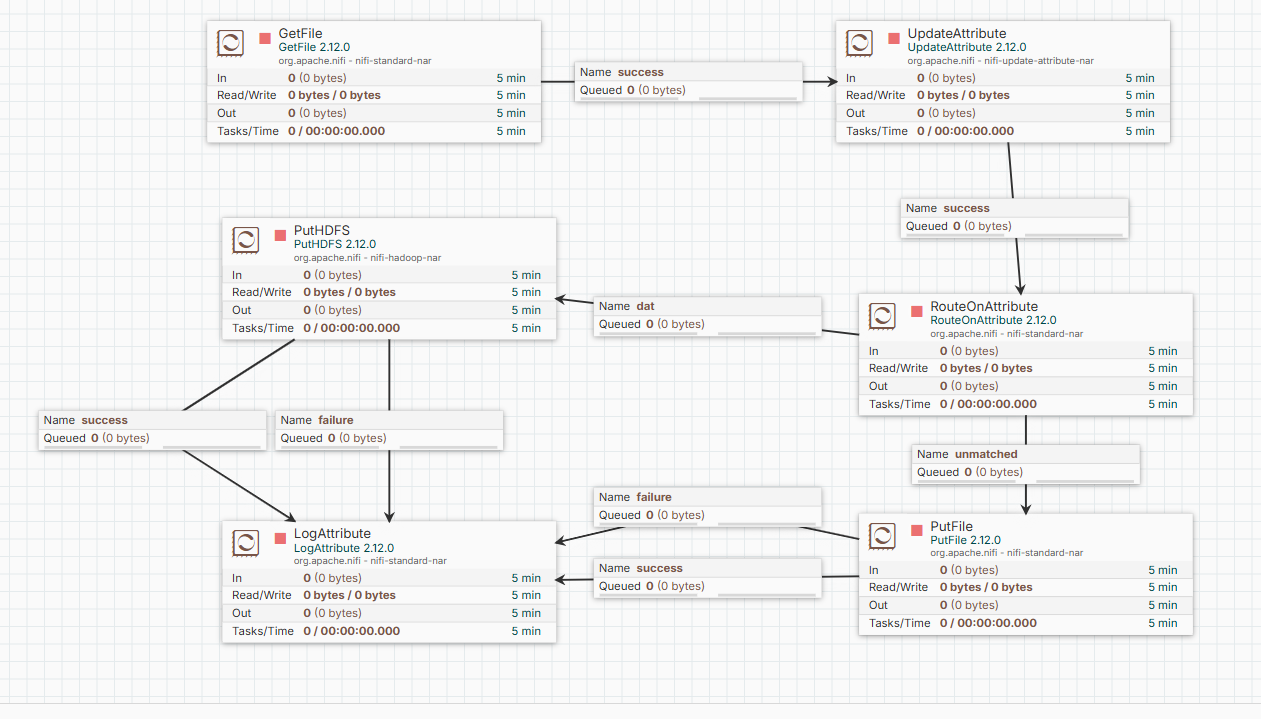 GetFile
GetFile 2.12.0
org.apache.nifi - nifi-standard-nar
In 0 (0 bytes) 5 min
Read/Write 0 bytes / 0 bytes 5 min
Out 0 (0 bytes) 5 min
Tasks/Time 0 / 00:00:00.000 5 min
Name success
Queued 0 (0 bytes)
UpdateAttribute
UpdateAttribute 2.12.0
org.apache.nifi - nifi-update-attribute-nar
In 0 (0 bytes) 5 min
Read/Write 0 bytes / 0 bytes 5 min
Out 0 (0 bytes) 5 min
Tasks/Time 0 / 00:00:00.000 5 min
Name success
Queued 0 (0 bytes)
PutHDFS
PutHDFS 2.12.0
org.apache.nifi - nifi-hadoop-nar
In 0 (0 bytes) 5 min
Read/Write 0 bytes / 0 bytes 5 min
Out 0 (0 bytes) 5 min
Tasks/Time 0 / 00:00:00.000 5 min
Name dat
Queued 0 (0 bytes)
RouteOnAttribute
RouteOnAttribute 2.12.0
org.apache.nifi - nifi-standard-nar
In 0 (0 bytes) 5 min
Read/Write 0 bytes / 0 bytes 5 min
Out 0 (0 bytes) 5 min
Tasks/Time 0 / 00:00:00.000 5 min
Name success
Queued 0 (0 bytes)
Name failure
Queued 0 (0 bytes)
Name unmatched
Queued 0 (0 bytes)
LogAttribute
LogAttribute 2.12.0
org.apache.nifi - nifi-standard-nar
In 0 (0 bytes) 5 min
Read/Write 0 bytes / 0 bytes 5 min
Out 0 (0 bytes) 5 min
Tasks/Time 0 / 00:00:00.000 5 min
Name failure
Queued 0 (0 bytes)
Name success
Queued 0 (0 bytes)
PutFile
PutFile 2.12.0
org.apache.nifi - nifi-standard-nar
In 0 (0 bytes) 5 min
Read/Write 0 bytes / 0 bytes 5 min
Out 0 (0 bytes) 5 min
Tasks/Time 0 / 00:00:00.000 5 min